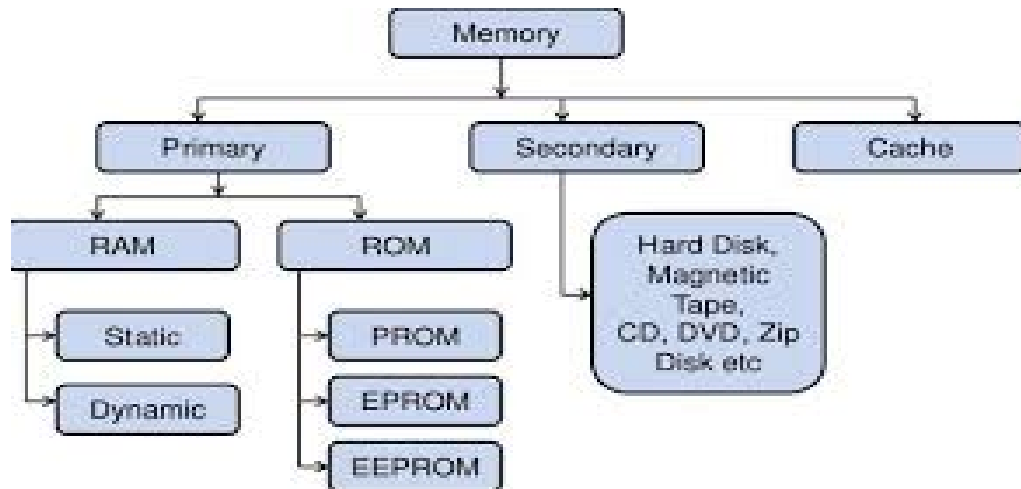 Memory
Primary
Secondary
Cache
RAM
ROM
Hard Disk,
Magnetic
Tape,
CD, DVD, Zip
Disk etc
Static
PROM
Dynamic
EPROM
EEPROM